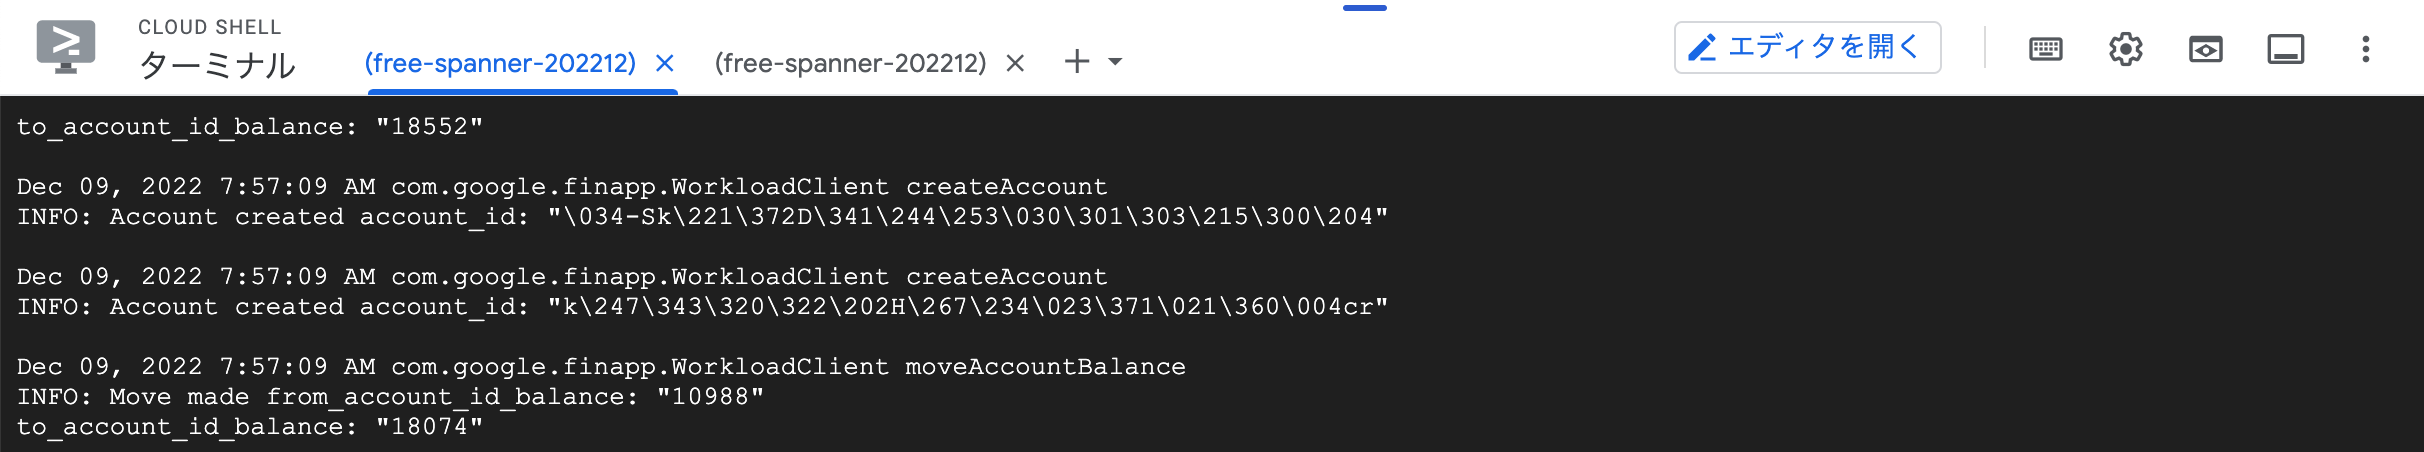 CLOUD SHELL
ターミナル
(free-spanner-202212)
(free-spanner-202212)
エディタを開く
to_account_id_balance: "18552"
Dec 09, 2022 7:57:09 AM com.google.finapp.WorkloadClient createAccount
INFO: Account created account_id: "\034-Sk\221\372D\341\244\253\030\301\303\215\300\204"
Dec 09, 2022 7:57:09 AM com.google.finapp.WorkloadClient createAccount
INFO: Account created account_id: "k\247\343\320\322\202H\267\234\023\371\021\360\004cr"
Dec 09, 2022 7:57:09 AM com.google.finapp.WorkloadClient moveAccountBalance
INFO: Move made from_account_id_balance: "10988"
to_account_id_balance: "18074"